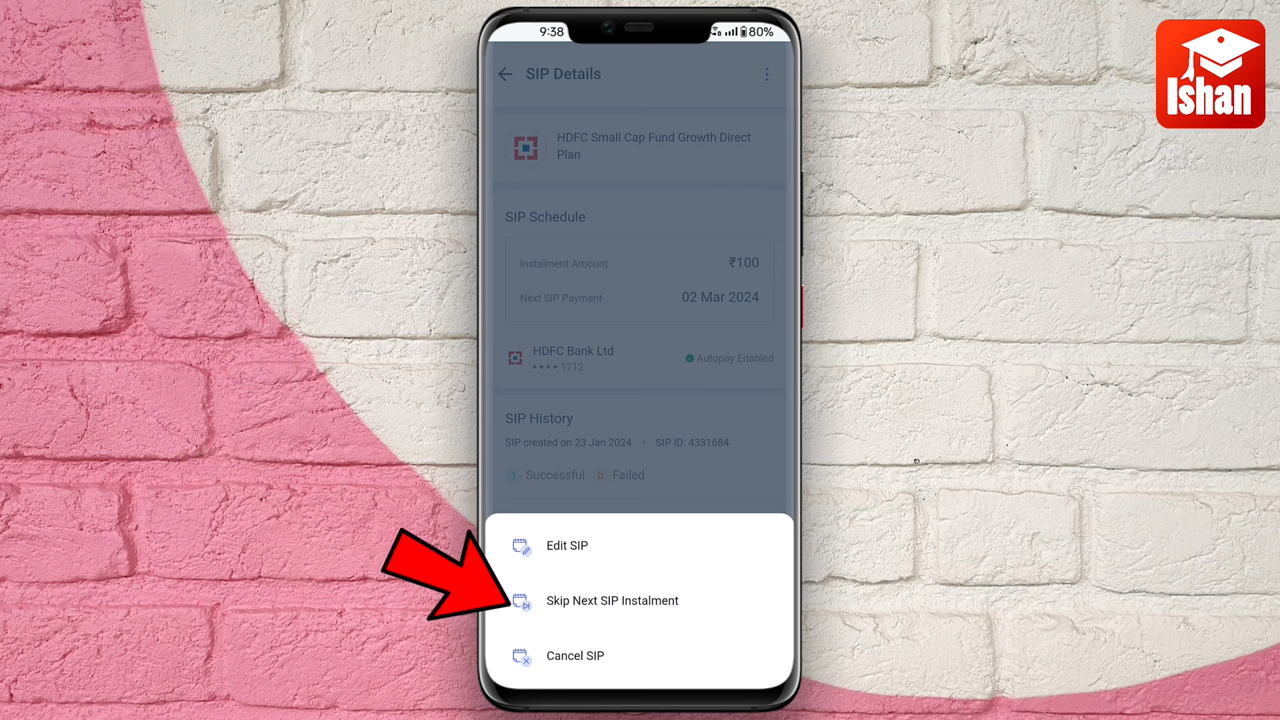 9:38
80%
Ishan
SIP Details
HDFC Small Cap Fund Growth Direct
Plan
SIP Schedule
Instalment Amount ₹100
Next SIP Payment 02 Mar 2024
HDFC Bank Ltd
•••• 1712
Autopay Enabled
SIP History
SIP created on 23 Jan 2024 • SIP ID: 4331684
1 Successful 0 Failed
Edit SIP
Skip Next SIP Instalment
Cancel SIP